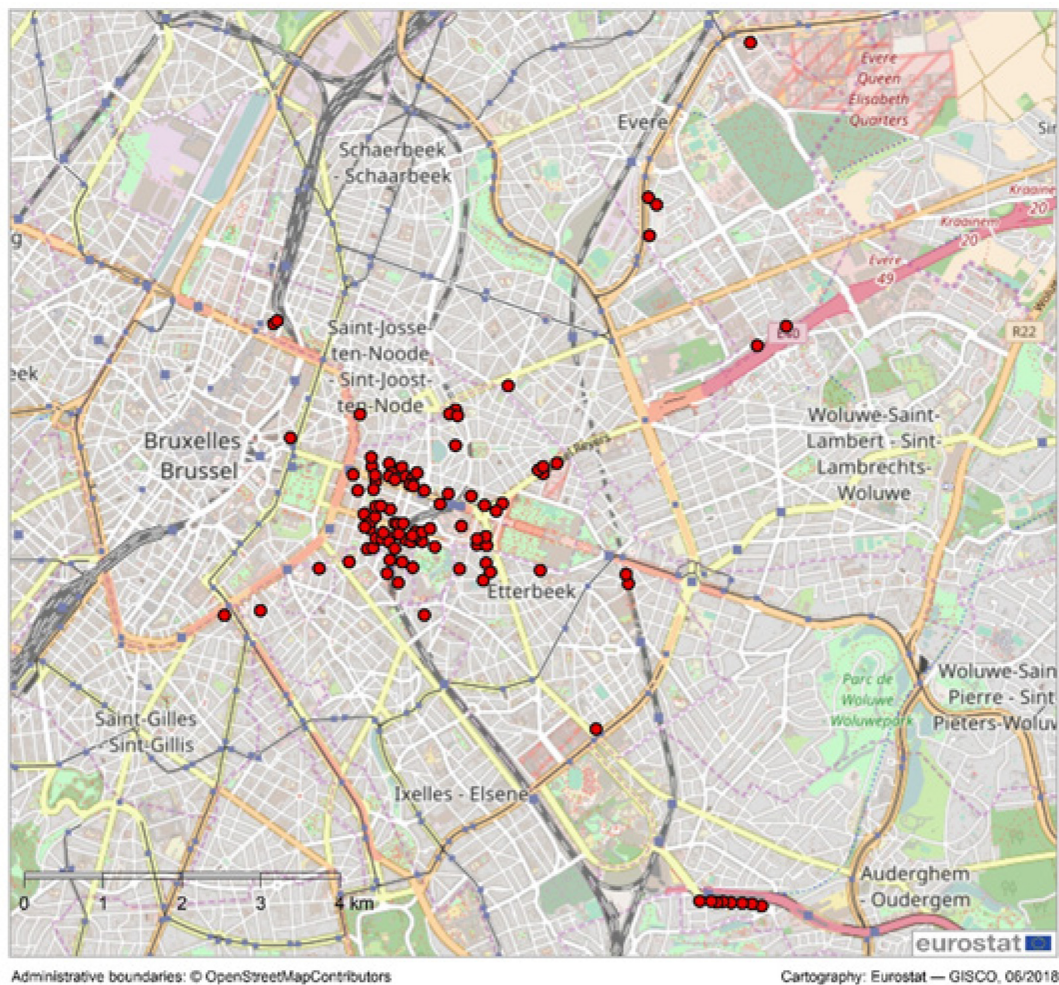 Evere
Queen
Elisabeth
Quarters
Evere
Schaerbeek
- Schaarbeek
Kraainem
20
Kraainem
20
Evere
49
Saint-Josse-
ten-Noode
- Sint-Joost-
ten-Node
E40
R22
eek
Bruxelles
Brussel
Woluwe-Saint-
Lambert - Sint-
Lambrechts-
Woluwe
Etterbeek
Parc de
Woluwe -
Woluwepark
Woluwe-Sain
Pierre - Sint
Pieters-Woluw
Saint-Gilles
- Sint-Gillis
Ixelles - Elsene
Auderghem
- Oudergem
0 1 2 3 4 km
eurostat
Administrative boundaries: © OpenStreetMapContributors
Cartography: Eurostat — GISCO, 06/2018